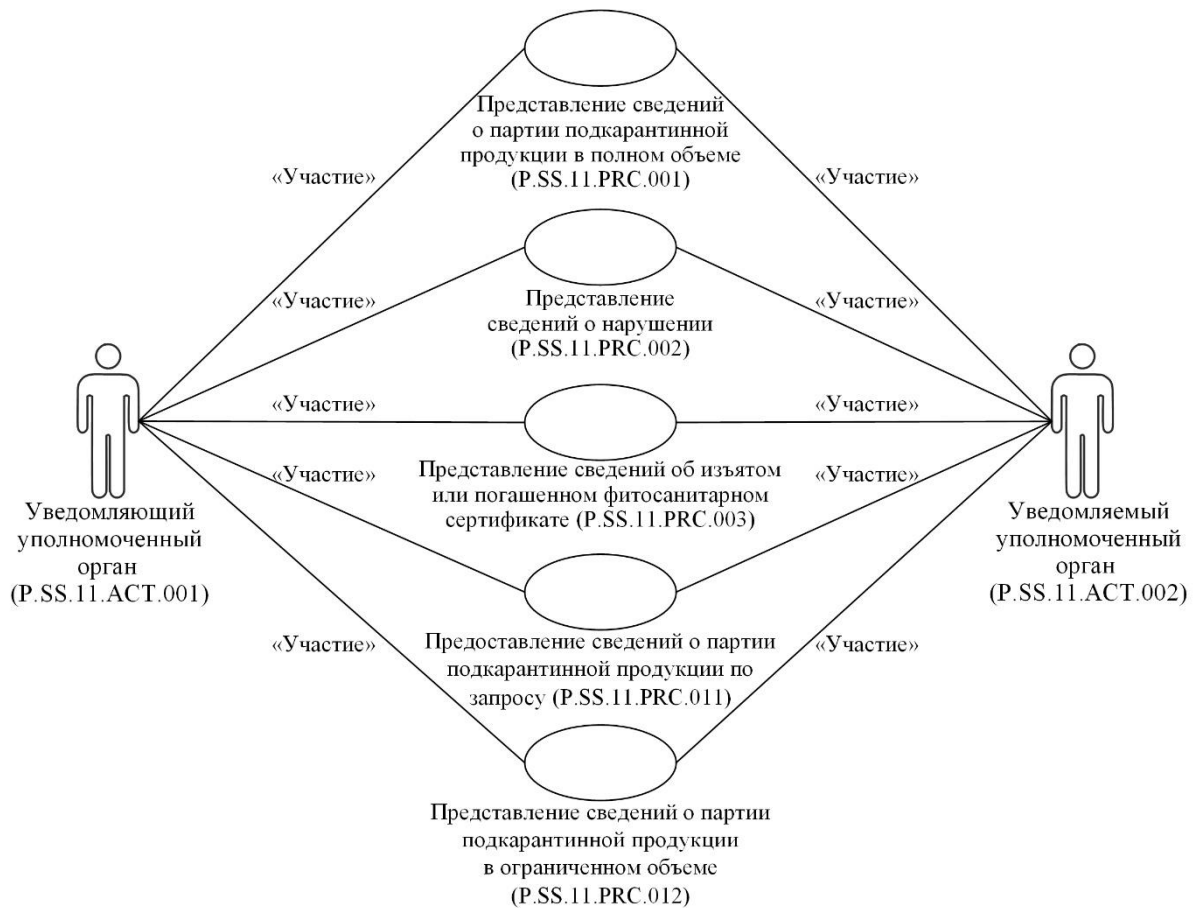 Представление сведений
о партии подкарантинной
продукции в полном объеме
(P.SS.11.PRC.001)
«Участие»
«Участие»
«Участие»
«Участие»
Представление
сведений о нарушении
(P.SS.11.PRC.002)
«Участие»
«Участие»
Представление сведений об изъятом
или погашенном фитосанитарном
сертификате (P.SS.11.PRC.003)
«Участие»
«Участие»
Уведомляющий
уполномоченный
орган
(P.SS.11.ACT.001)
Уведомляемый
уполномоченный
орган
(P.SS.11.ACT.002)
Предоставление сведений о партии
подкарантинной продукции по
запросу (P.SS.11.PRC.011)
«Участие»
«Участие»
Представление сведений о партии
подкарантинной продукции
в ограниченном объеме
(P.SS.11.PRC.012)